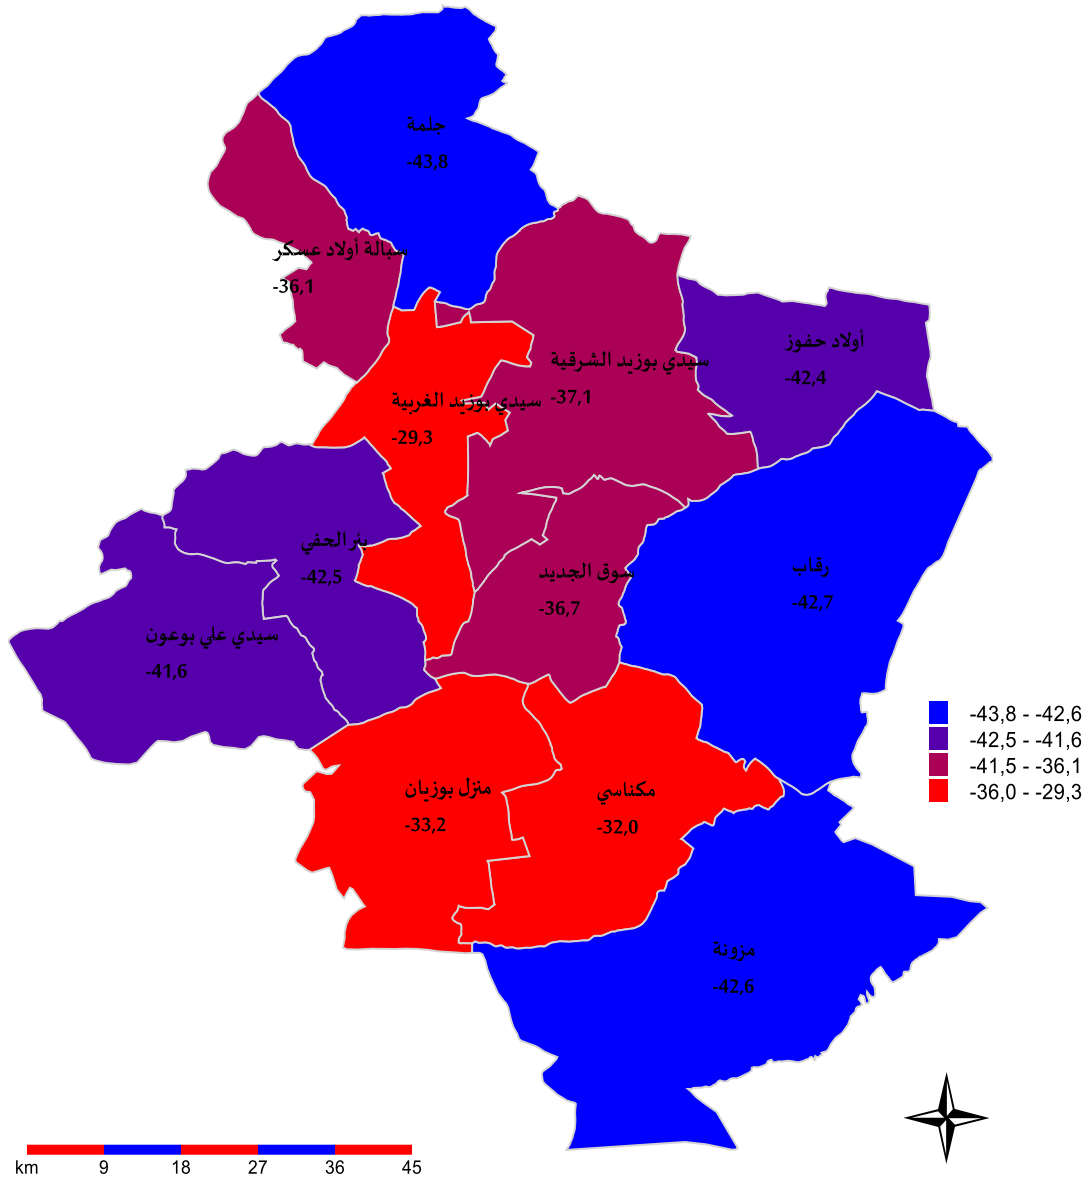 جلمة
-43,8
سبالة أولاد عسكر
-36,1
أولاد حفوز
-42,4
سيدي بوزيد الشرقية
-37,1
سيدي بوزيد الغربية
-29,3
بئر الحفي
-42,5
سوق الجديد
-36,7
رقاب
-42,7
سيدي علي بوعون
-41,6
منزل بوزيان
-33,2
مكناسي
-32,0
مزونة
-42,6
-43,8 - -42,6
-42,5 - -41,6
-41,5 - -36,1
-36,0 - -29,3
km 9 18 27 36 45